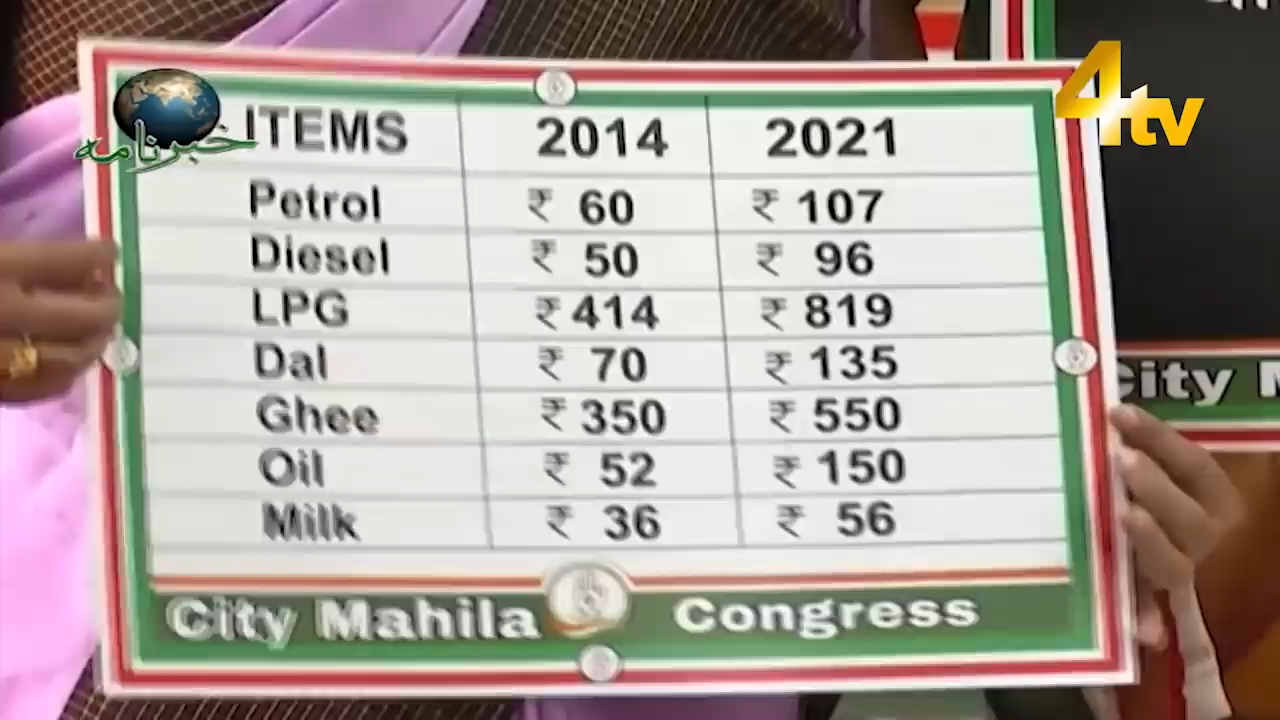 4tv
خبرنامہ
ITEMS 2014 2021
Petrol ₹ 60 ₹ 107
Diesel ₹ 50 ₹ 96
LPG ₹ 414 ₹ 819
Dal ₹ 70 ₹ 135
Ghee ₹ 350 ₹ 550
Oil ₹ 52 ₹ 150
Milk ₹ 36 ₹ 56
City Mahila Congress
City M